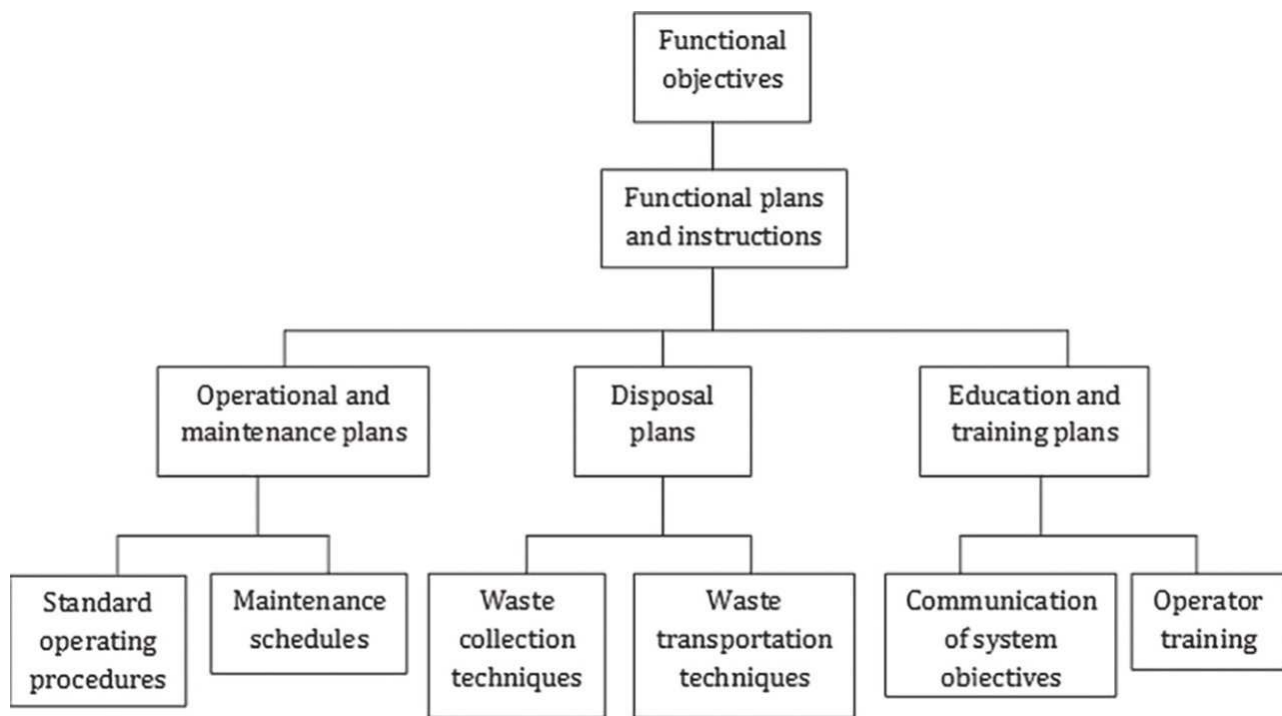 Functional
objectives
Functional plans
and instructions
Operational and
maintenance plans
Disposal
plans
Education and
training plans
Standard
operating
procedures
Maintenance
schedules
Waste
collection
techniques
Waste
transportation
techniques
Communication
of system
obiectives
Operator
training